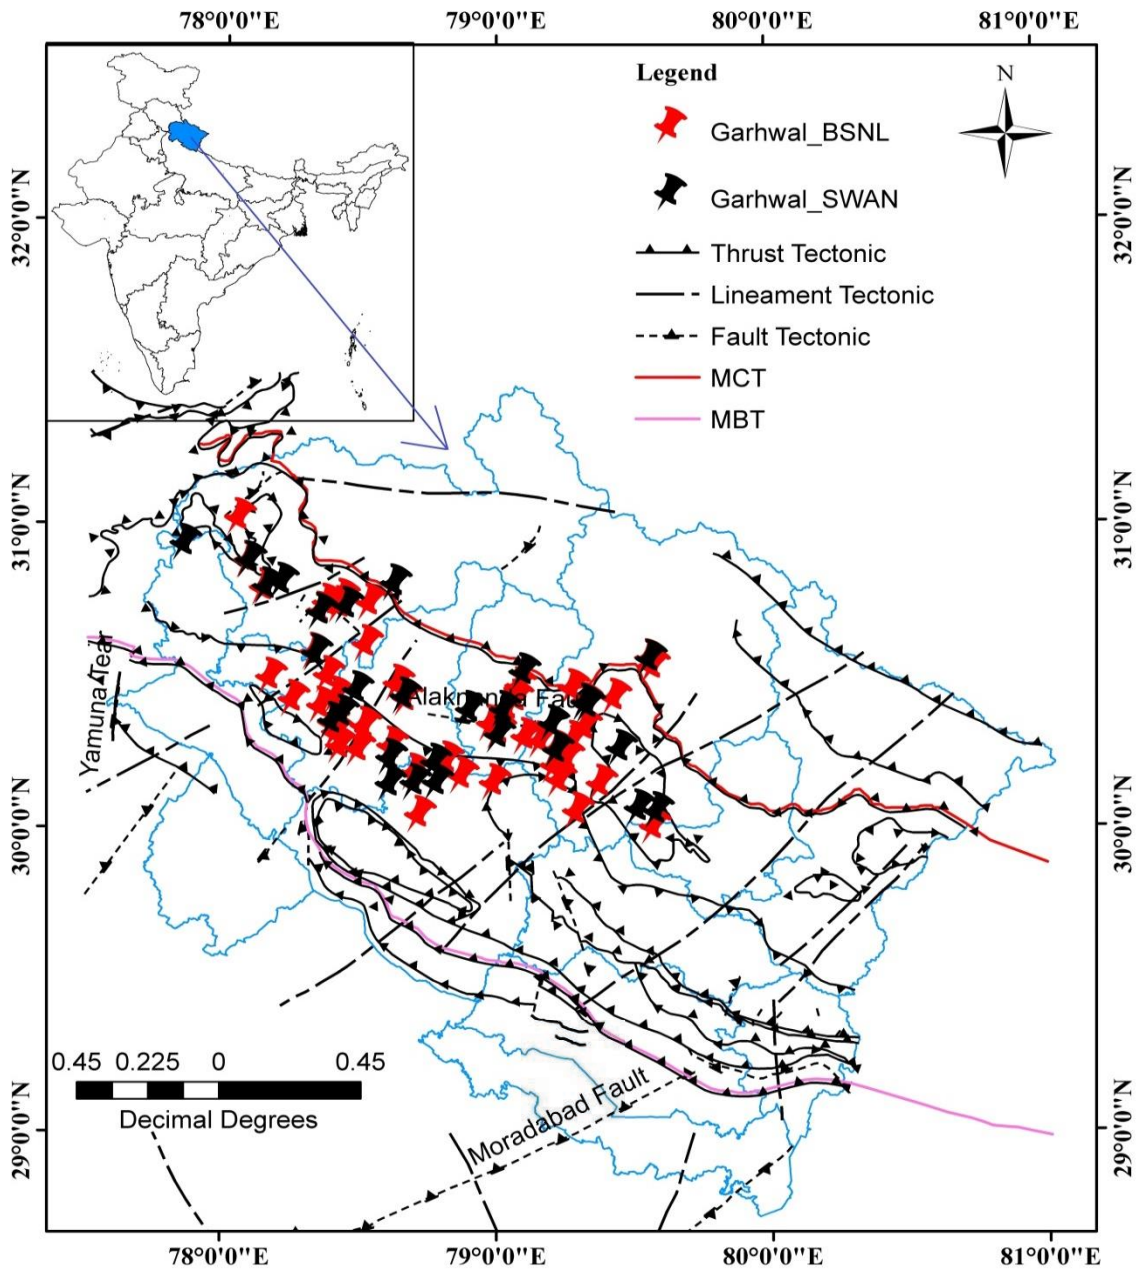 78°0'0"E 79°0'0"E 80°0'0"E 81°0'0"E
Legend
N
Garhwal_BSNL
Garhwal_SWAN
Thrust Tectonic
Lineament Tectonic
Fault Tectonic
MCT
MBT
32°0'0"N
32°0'0"N
31°0'0"N
31°0'0"N
Yamuna Tear
Alaknanda Fault
30°0'0"N
30°0'0"N
0.45 0.225 0 0.45
Decimal Degrees
Moradabad Fault
29°0'0"N
29°0'0"N
78°0'0"E 79°0'0"E 80°0'0"E 81°0'0"E